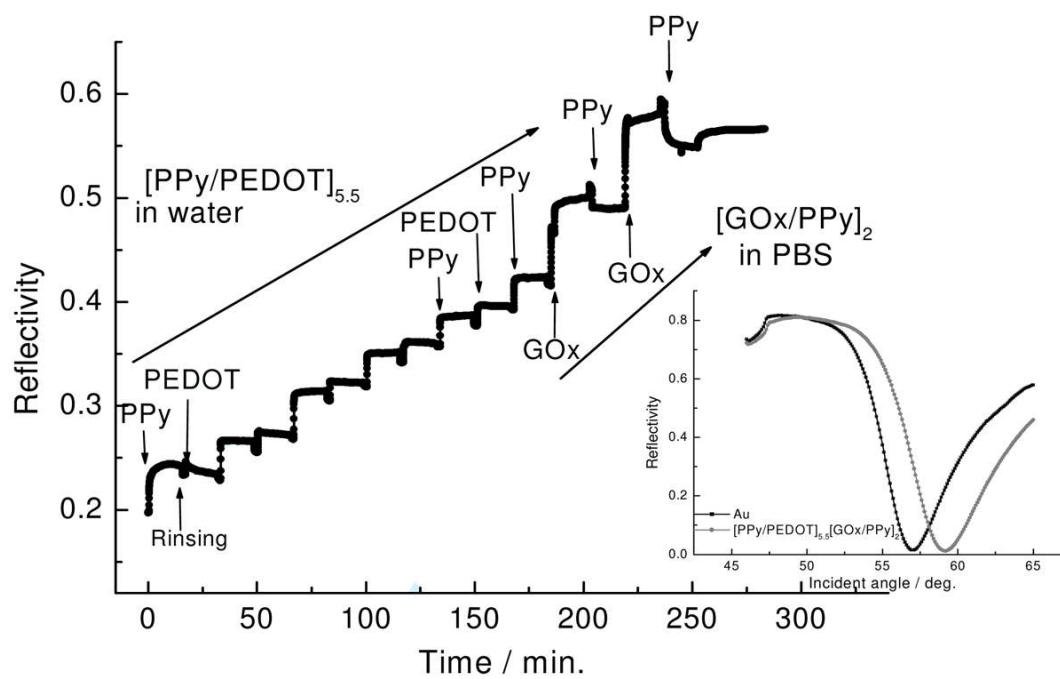 PPy
0.6
PPy
[PPy/PEDOT]5.5
in water
PPy
0.5
PEDOT
PPy
[GOx/PPy]2
in PBS
GOx
0.4
GOx
PEDOT
PPy
0.3
0.2
Rinsing
Reflectivity
0 50 100 150 200 250 300
Time / min.
0.8
0.6
0.4
0.2
0.0
Reflectivity
Au
[PPy/PEDOT]5.5[GOx/PPy]2
45 50 55 60 65
Incident angle / deg.